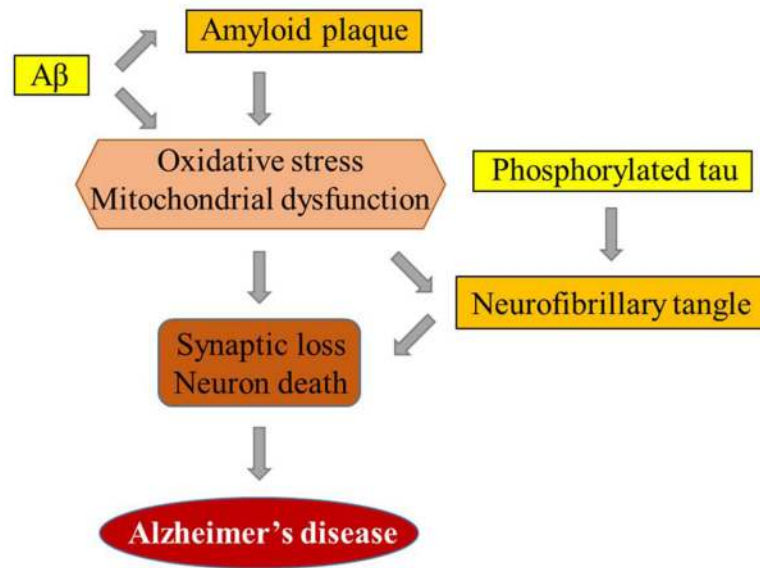 Amyloid plaque
Aβ
Oxidative stress
Mitochondrial dysfunction
Phosphorylated tau
Neurofibrillary tangle
Synaptic loss
Neuron death
Alzheimer’s disease